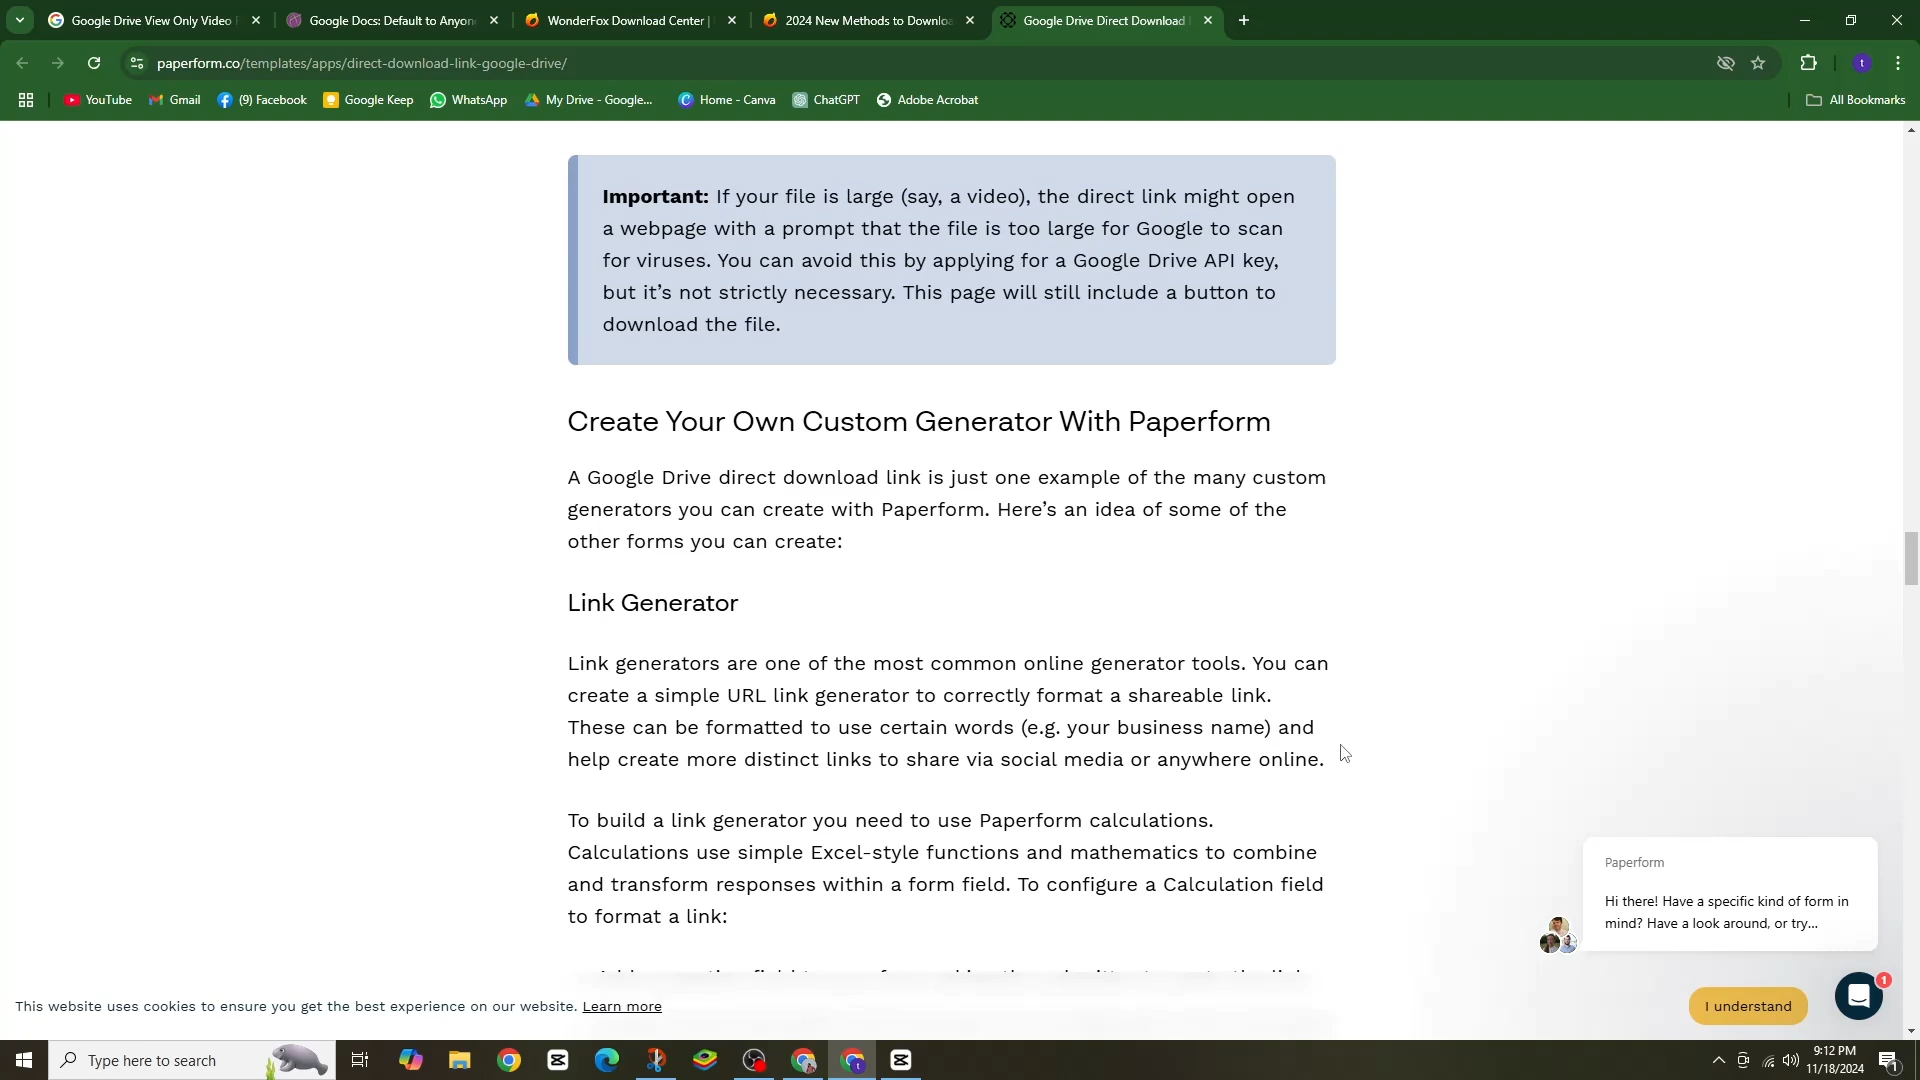 Google Drive View Only Video
Google Docs: Default to Anyon
WonderFox Download Center |
2024 New Methods to Downloa
Google Drive Direct Download
paperform.co/templates/apps/direct-download-link-google-drive/
t
YouTube
Gmail
(9) Facebook
Google Keep
WhatsApp
My Drive - Google...
Home - Canva
ChatGPT
Adobe Acrobat
All Bookmarks
Important: If your file is large (say, a video), the direct link might open
a webpage with a prompt that the file is too large for Google to scan
for viruses. You can avoid this by applying for a Google Drive API key,
but it’s not strictly necessary. This page will still include a button to
download the file.
Create Your Own Custom Generator With Paperform
A Google Drive direct download link is just one example of the many custom
generators you can create with Paperform. Here’s an idea of some of the
other forms you can create:
Link Generator
Link generators are one of the most common online generator tools. You can
create a simple URL link generator to correctly format a shareable link.
These can be formatted to use certain words (e.g. your business name) and
help create more distinct links to share via social media or anywhere online.
To build a link generator you need to use Paperform calculations.
Calculations use simple Excel-style functions and mathematics to combine
and transform responses within a form field. To configure a Calculation field
to format a link:
Paperform
Hi there! Have a specific kind of form in
mind? Have a look around, or try...
This website uses cookies to ensure you get the best experience on our website. Learn more
I understand
1
Type here to search
9:12 PM
11/18/2024
1